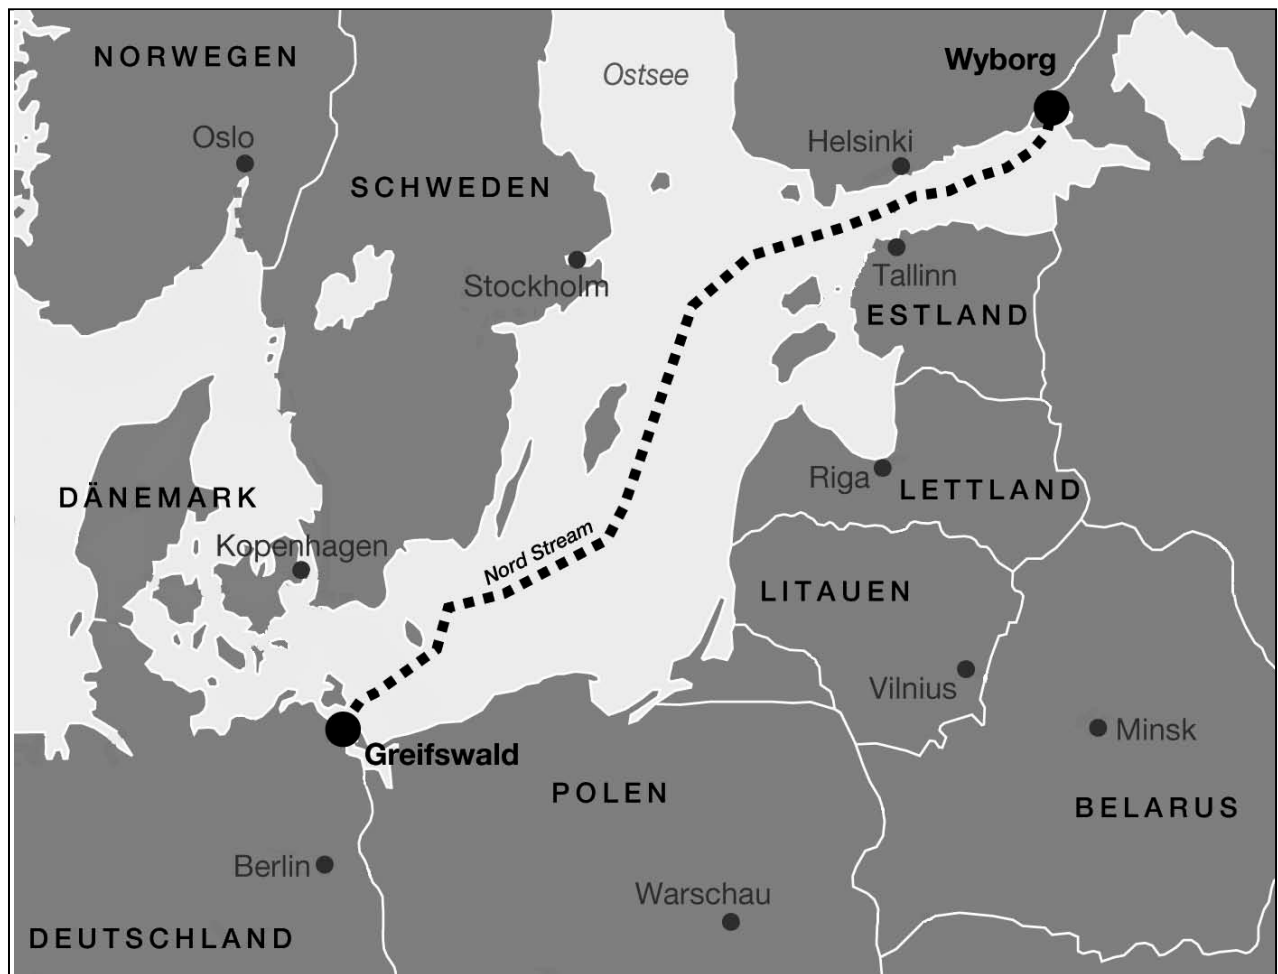 NORWEGEN
Ostsee
Wyborg
Oslo
Helsinki
SCHWEDEN
Stockholm
Tallinn
ESTLAND
Riga
LETTLAND
DÄNEMARK
Kopenhagen
Nord Stream
LITAUEN
Vilnius
Minsk
Greifswald
POLEN
BELARUS
Berlin
Warschau
DEUTSCHLAND